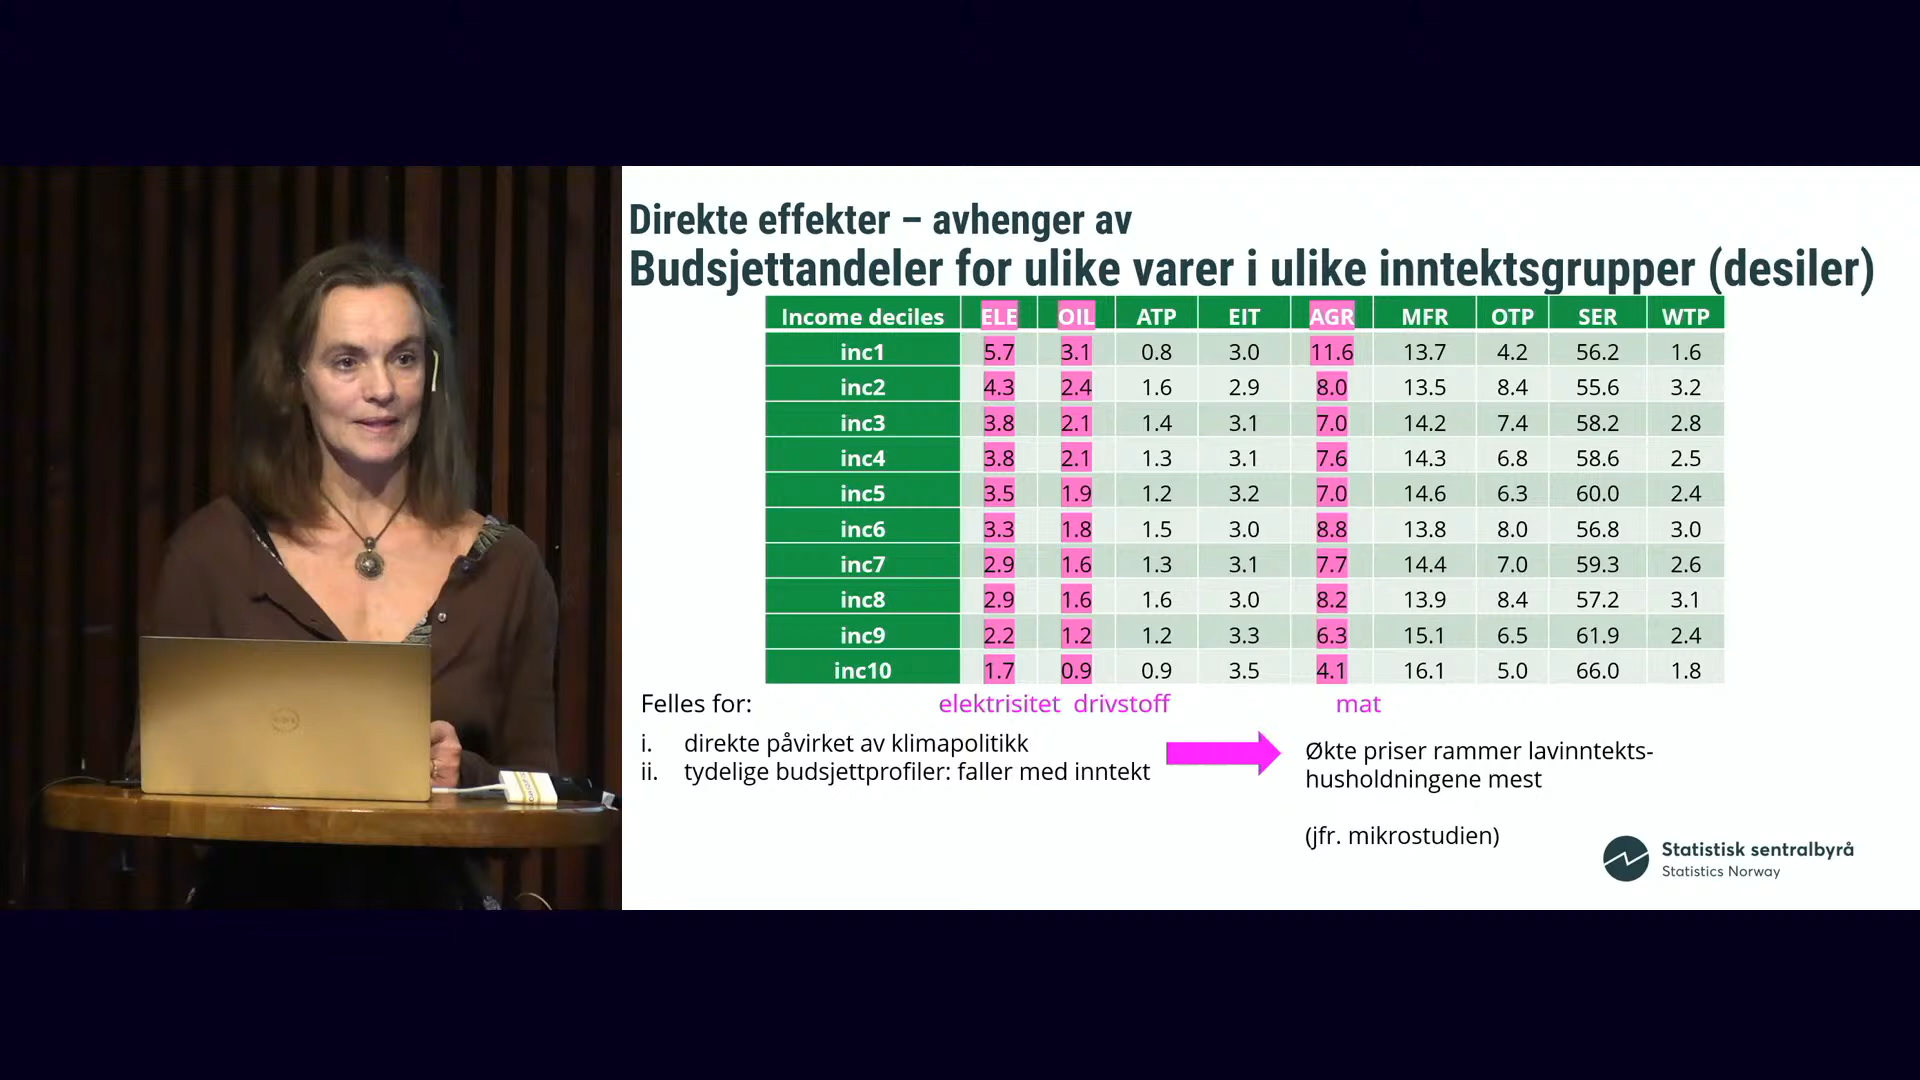 Direkte effekter – avhenger av
Budsjettandeler for ulike varer i ulike inntektsgrupper (desiler)
Income deciles ELE OIL ATP EIT AGR MFR OTP SER WTP
inc1 5.7 3.1 0.8 3.0 11.6 13.7 4.2 56.2 1.6
inc2 4.3 2.4 1.6 2.9 8.0 13.5 8.4 55.6 3.2
inc3 3.8 2.1 1.4 3.1 7.0 14.2 7.4 58.2 2.8
inc4 3.8 2.1 1.3 3.1 7.6 14.3 6.8 58.6 2.5
inc5 3.5 1.9 1.2 3.2 7.0 14.6 6.3 60.0 2.4
inc6 3.3 1.8 1.5 3.0 8.8 13.8 8.0 56.8 3.0
inc7 2.9 1.6 1.3 3.1 7.7 14.4 7.0 59.3 2.6
inc8 2.9 1.6 1.6 3.0 8.2 13.9 8.4 57.2 3.1
inc9 2.2 1.2 1.2 3.3 6.3 15.1 6.5 61.9 2.4
inc10 1.7 0.9 0.9 3.5 4.1 16.1 5.0 66.0 1.8
Felles for: elektrisitet drivstoff mat
i. direkte påvirket av klimapolitikk
ii. tydelige budsjettprofiler: faller med inntekt
Økte priser rammer lavinntekts-
husholdningene mest
(jfr. mikrostudien)
Statistisk sentralbyrå
Statistics Norway